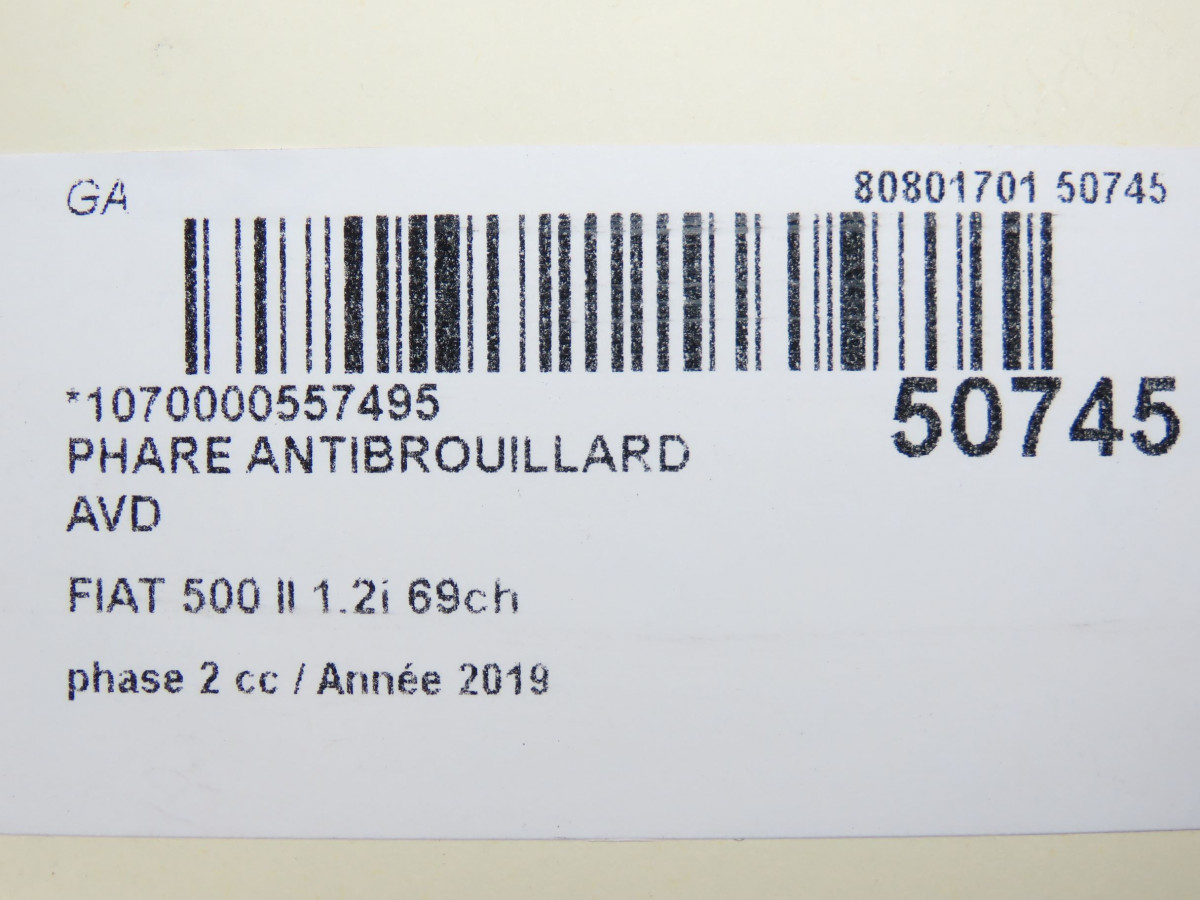 GA
80801701 50745
*1070000557495
50745
PHARE ANTIBROUILLARD
AVD
FIAT 500 II 1.2i 69ch
phase 2 cc / Année 2019